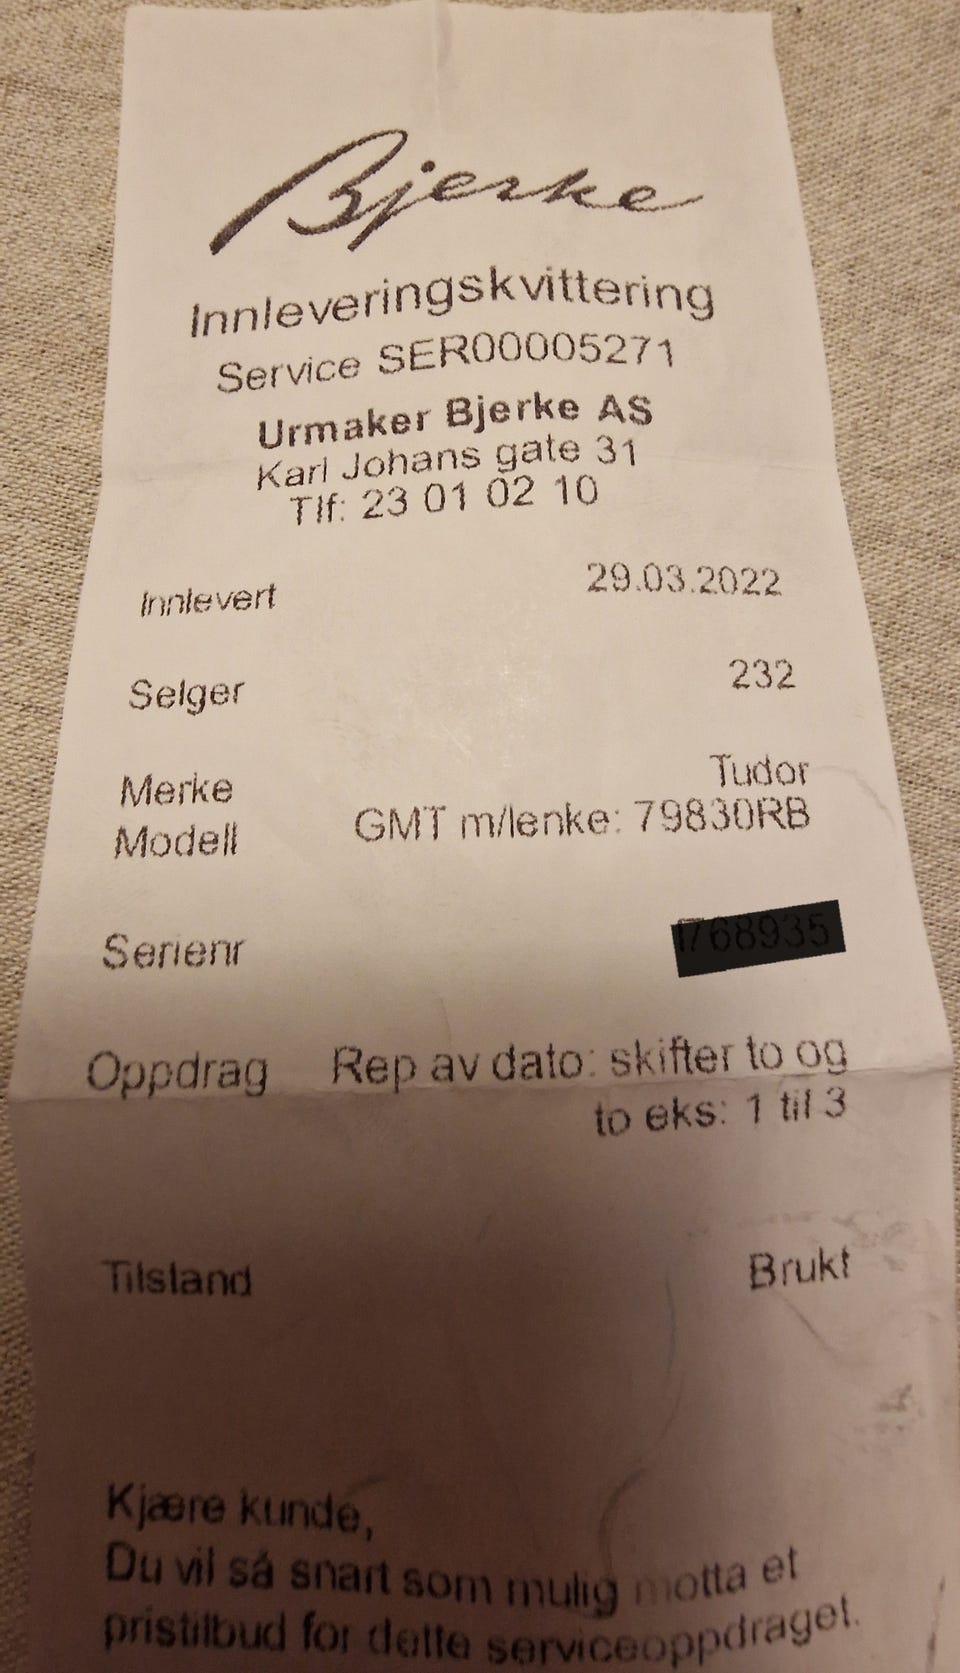 Bjerke
Innleveringskvittering
Service SER00005271
Urmaker Bjerke AS
Karl Johans gate 31
Tlf: 23 01 02 10
Innlevert 29.03.2022
Selger 232
Merke Tudor
Modell GMT m/lenke: 79830RB
Serienr
Oppdrag Rep av dato: skifter to og
to eks: 1 til 3
Tilstand Brukt
Kjære kunde,
Du vil så snart som mulig motta et
pristilbud for dette serviceoppdraget.